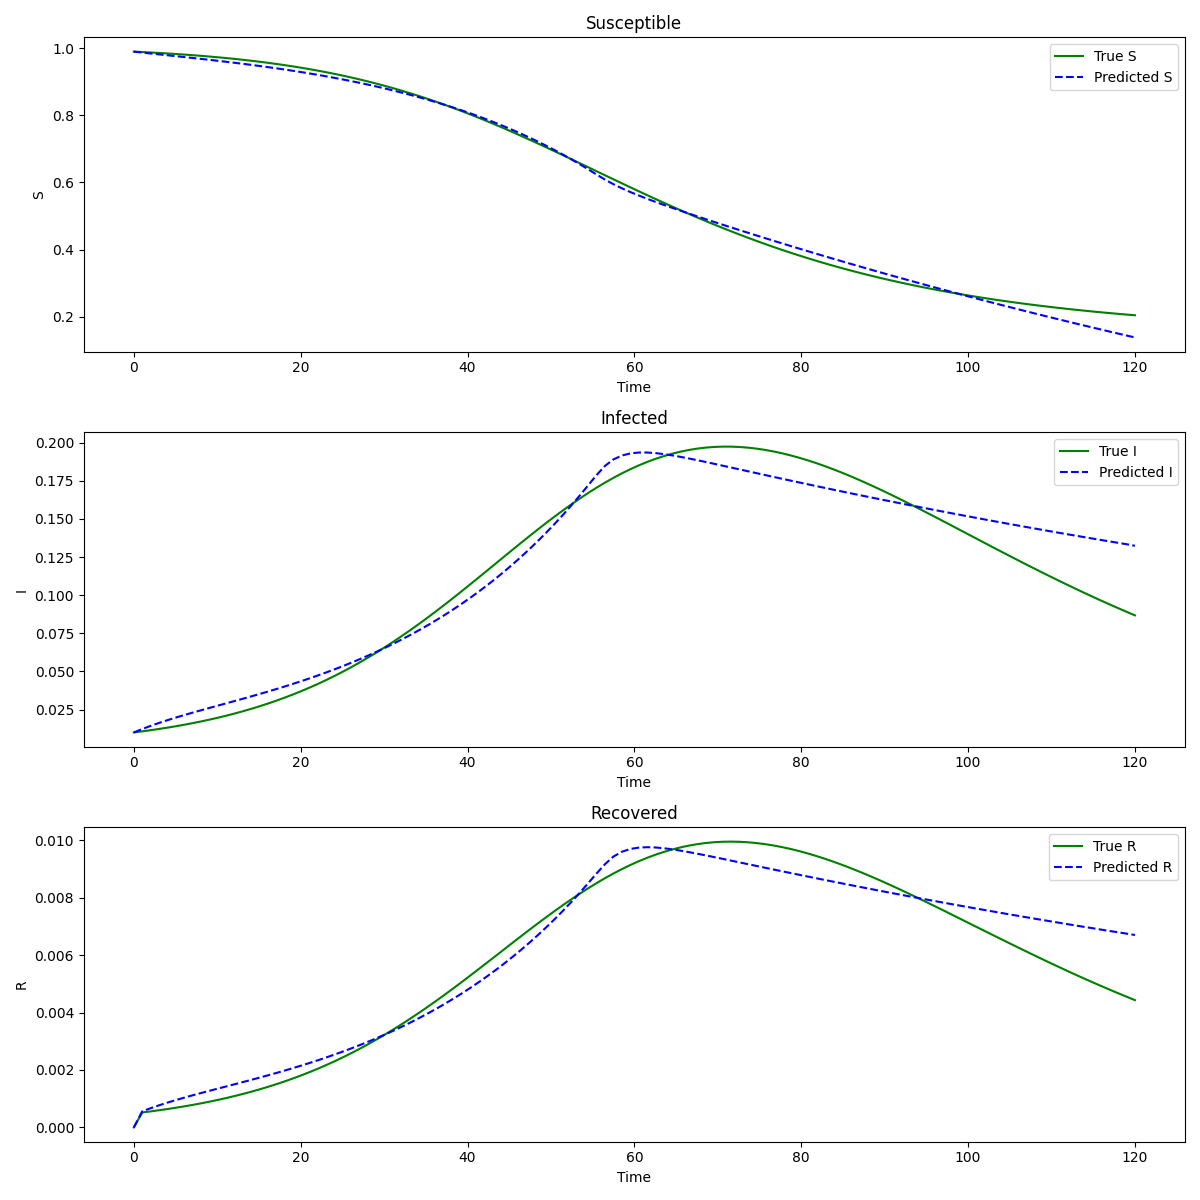 Susceptible
1.0
0.8
0.6
0.4
0.2
S
True S
Predicted S
0 20 40 60 80 100 120
Time
Infected
0.200
0.175
0.150
0.125
0.100
0.075
0.050
0.025
I
True I
Predicted I
0 20 40 60 80 100 120
Time
Recovered
0.010
0.008
0.006
0.004
0.002
0.000
R
True R
Predicted R
0 20 40 60 80 100 120
Time